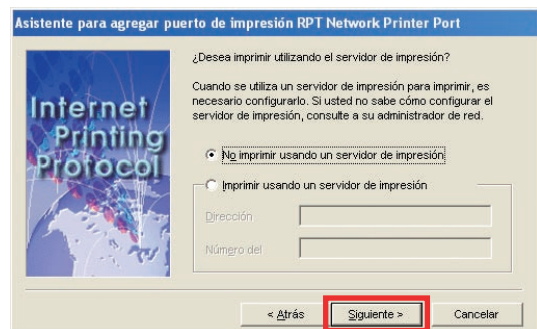 Asistente para agregar puerto de impresión RPT Network Printer Port
Internet
Printing
Protocol
¿Desea imprimir utilizando el servidor de impresión?
Cuando se utiliza un servidor de impresión para imprimir, es
necesario configurarlo. Si usted no sabe cómo configurar el
servidor de impresión, consulte a su administrador de red.
No imprimir usando un servidor de impresión
Imprimir usando un servidor de impresión
Dirección
Número del
< Atrás
Siguiente >
Cancelar